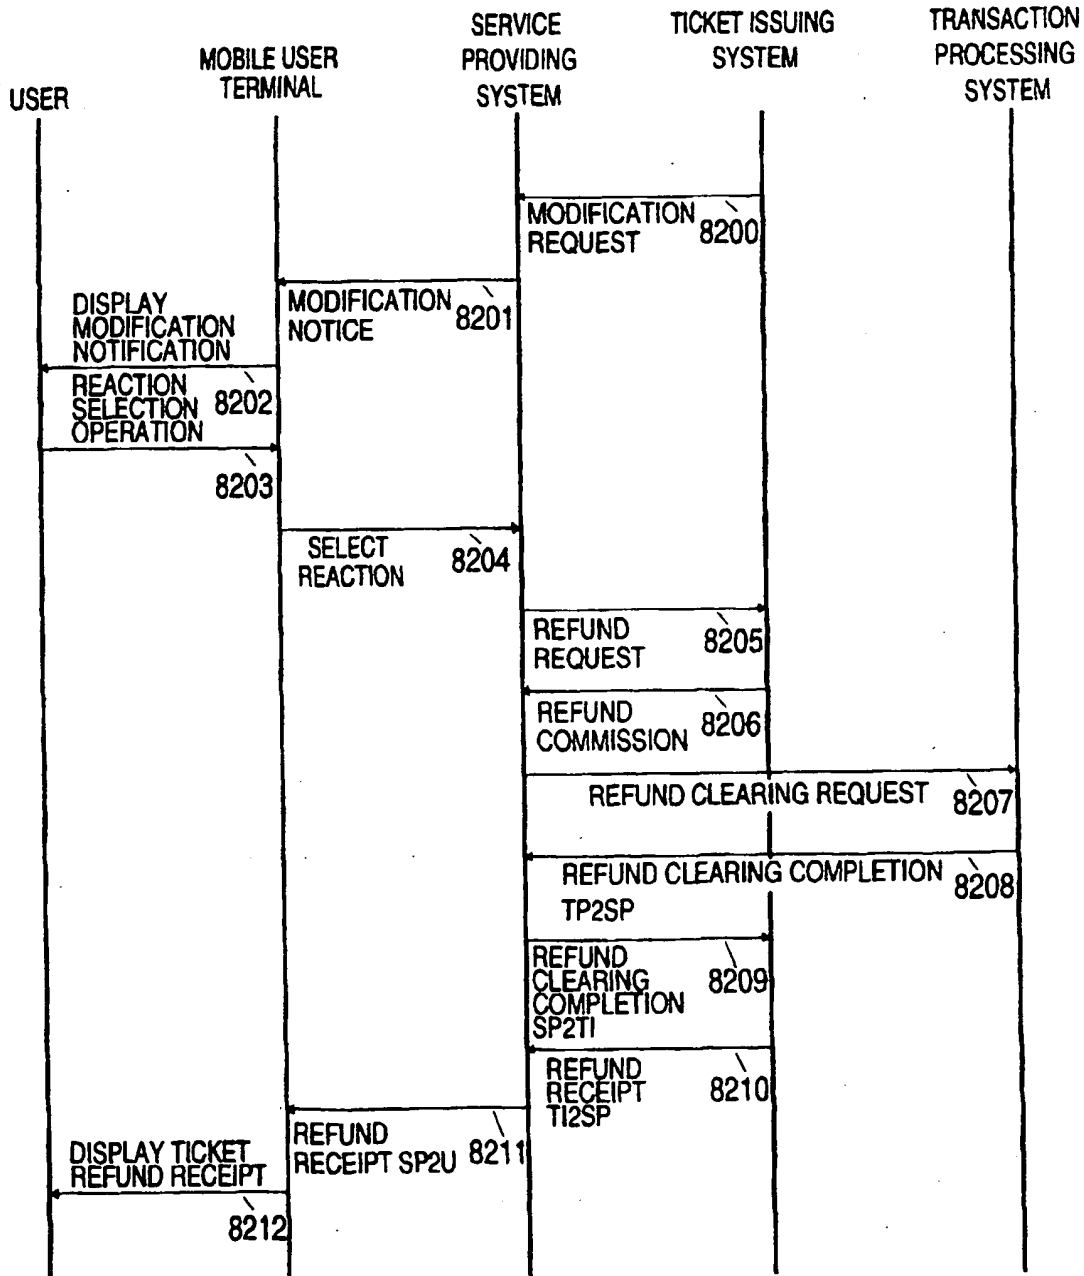 USER
MOBILE USER
TERMINAL
SERVICE
PROVIDING
SYSTEM
TICKET ISSUING
SYSTEM
TRANSACTION
PROCESSING
SYSTEM
MODIFICATION
REQUEST
8200
MODIFICATION
NOTICE
8201
DISPLAY
MODIFICATION
NOTIFICATION
8202
REACTION
SELECTION
OPERATION
8203
SELECT
REACTION
8204
REFUND
REQUEST
8205
REFUND
COMMISSION
8206
REFUND CLEARING REQUEST
8207
REFUND CLEARING COMPLETION
TP2SP
8208
REFUND
CLEARING
COMPLETION
SP2TI
8209
REFUND
RECEIPT
TI2SP
8210
REFUND
RECEIPT SP2U
8211
DISPLAY TICKET
REFUND RECEIPT
8212